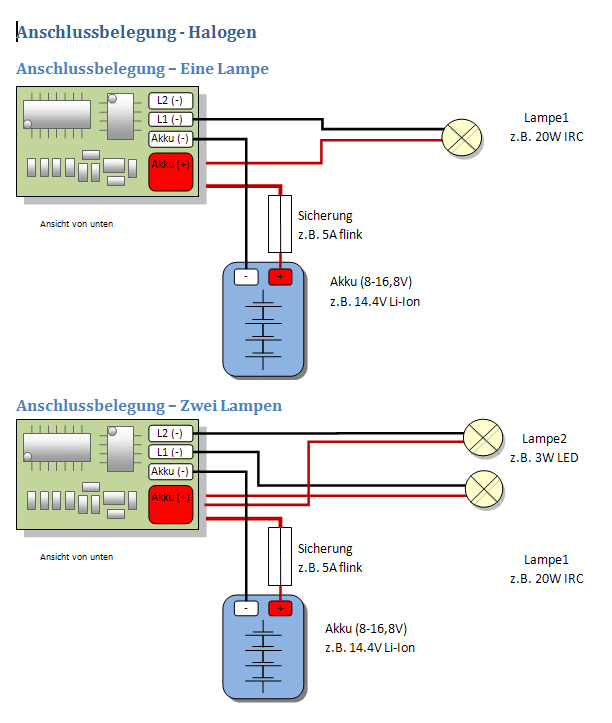 Anschlussbelegung - Halogen
Anschlussbelegung – Eine Lampe
L2 (-)
L1 (-)
Akku (-)
Akku (+)
Lampe1
z.B. 20W IRC
Ansicht von unten
Sicherung
z.B. 5A flink
-
+
Akku (8-16,8V)
z.B. 14.4V Li-Ion
Anschlussbelegung – Zwei Lampen
L2 (-)
L1 (-)
Akku (-)
Akku (+)
Lampe2
z.B. 3W LED
Ansicht von unten
Sicherung
z.B. 5A flink
Lampe1
z.B. 20W IRC
-
+
Akku (8-16,8V)
z.B. 14.4V Li-Ion